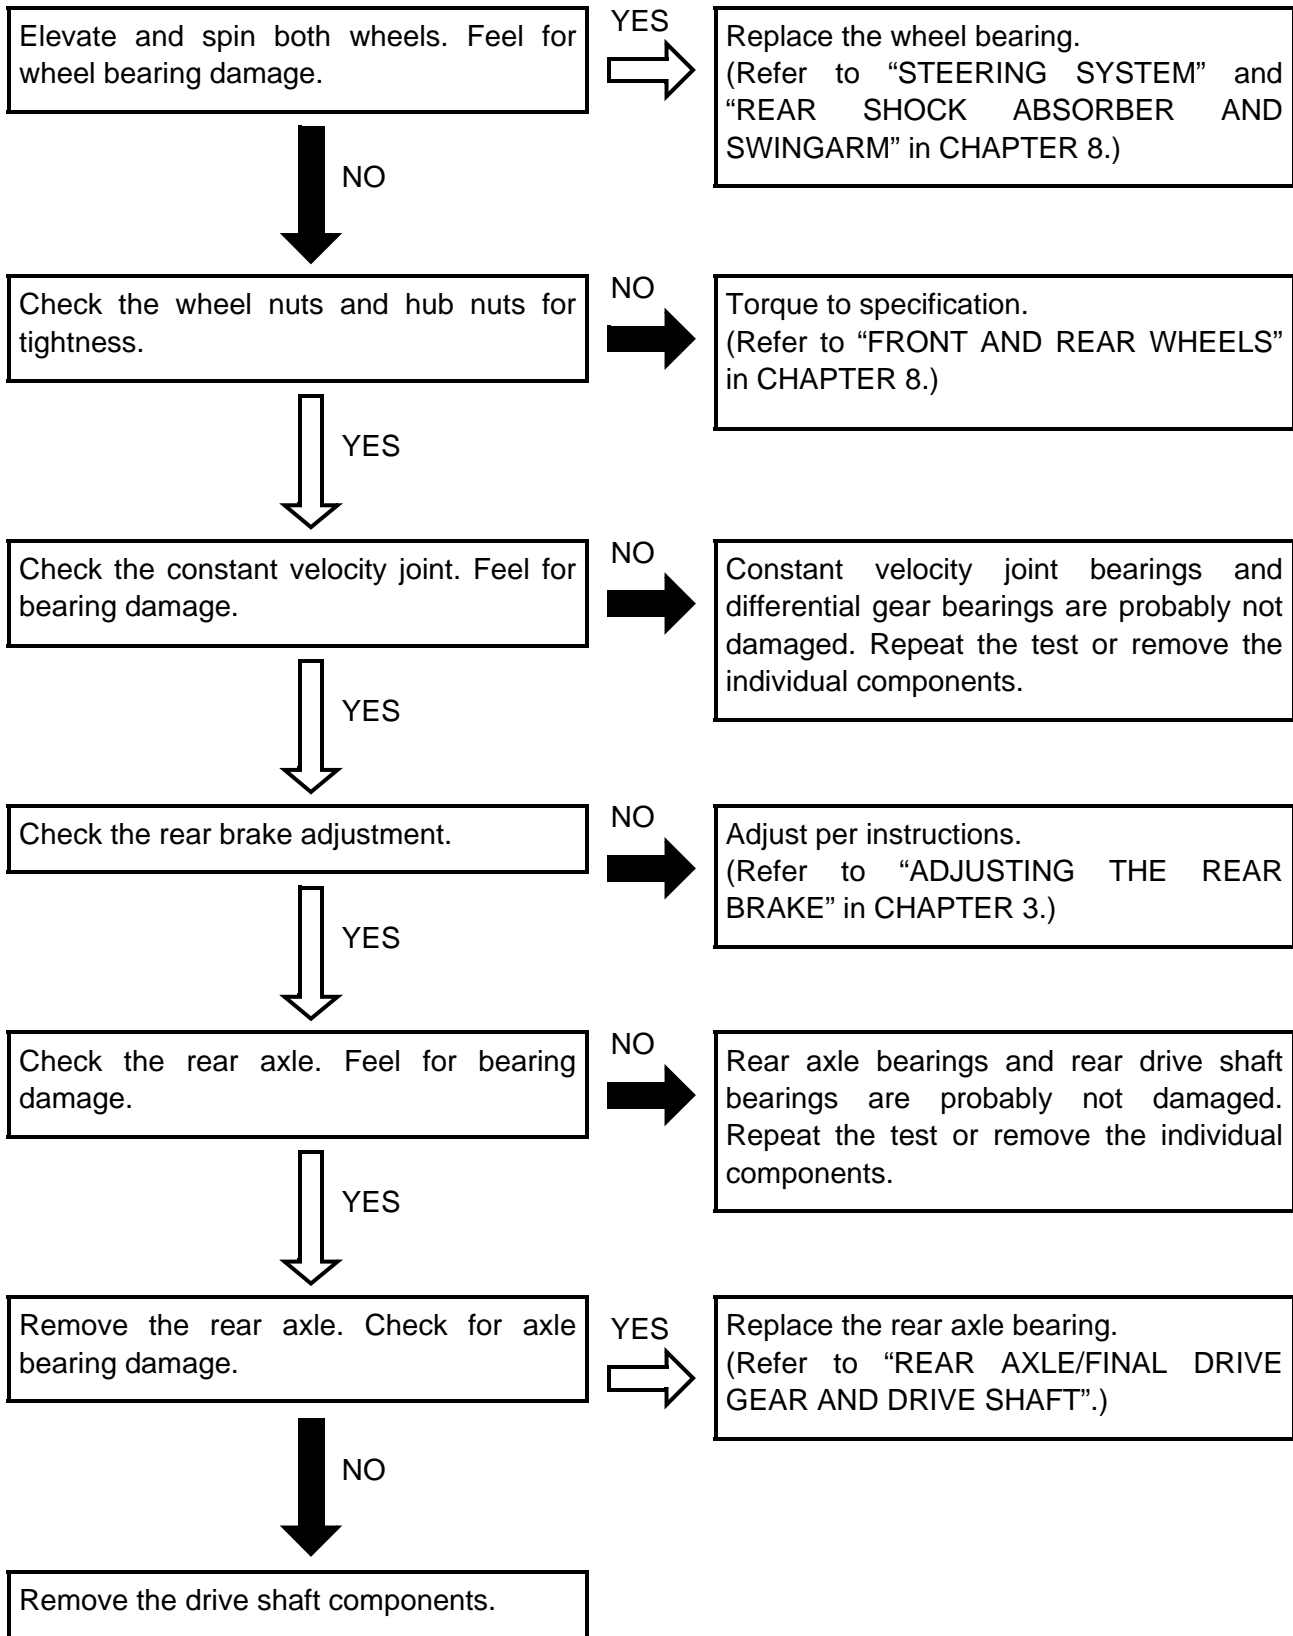 Elevate and spin both wheels. Feel for
wheel bearing damage.
YES
Replace the wheel bearing.
(Refer to “STEERING SYSTEM” and
“REAR SHOCK ABSORBER AND
SWINGARM” in CHAPTER 8.)
NO
Check the wheel nuts and hub nuts for
tightness.
NO
Torque to specification.
(Refer to “FRONT AND REAR WHEELS”
in CHAPTER 8.)
YES
Check the constant velocity joint. Feel for
bearing damage.
NO
Constant velocity joint bearings and
differential gear bearings are probably not
damaged. Repeat the test or remove the
individual components.
YES
Check the rear brake adjustment.
NO
Adjust per instructions.
(Refer to “ADJUSTING THE REAR
BRAKE” in CHAPTER 3.)
YES
Check the rear axle. Feel for bearing
damage.
NO
Rear axle bearings and rear drive shaft
bearings are probably not damaged.
Repeat the test or remove the individual
components.
YES
Remove the rear axle. Check for axle
bearing damage.
YES
Replace the rear axle bearing.
(Refer to “REAR AXLE/FINAL DRIVE
GEAR AND DRIVE SHAFT”.)
NO
Remove the drive shaft components.